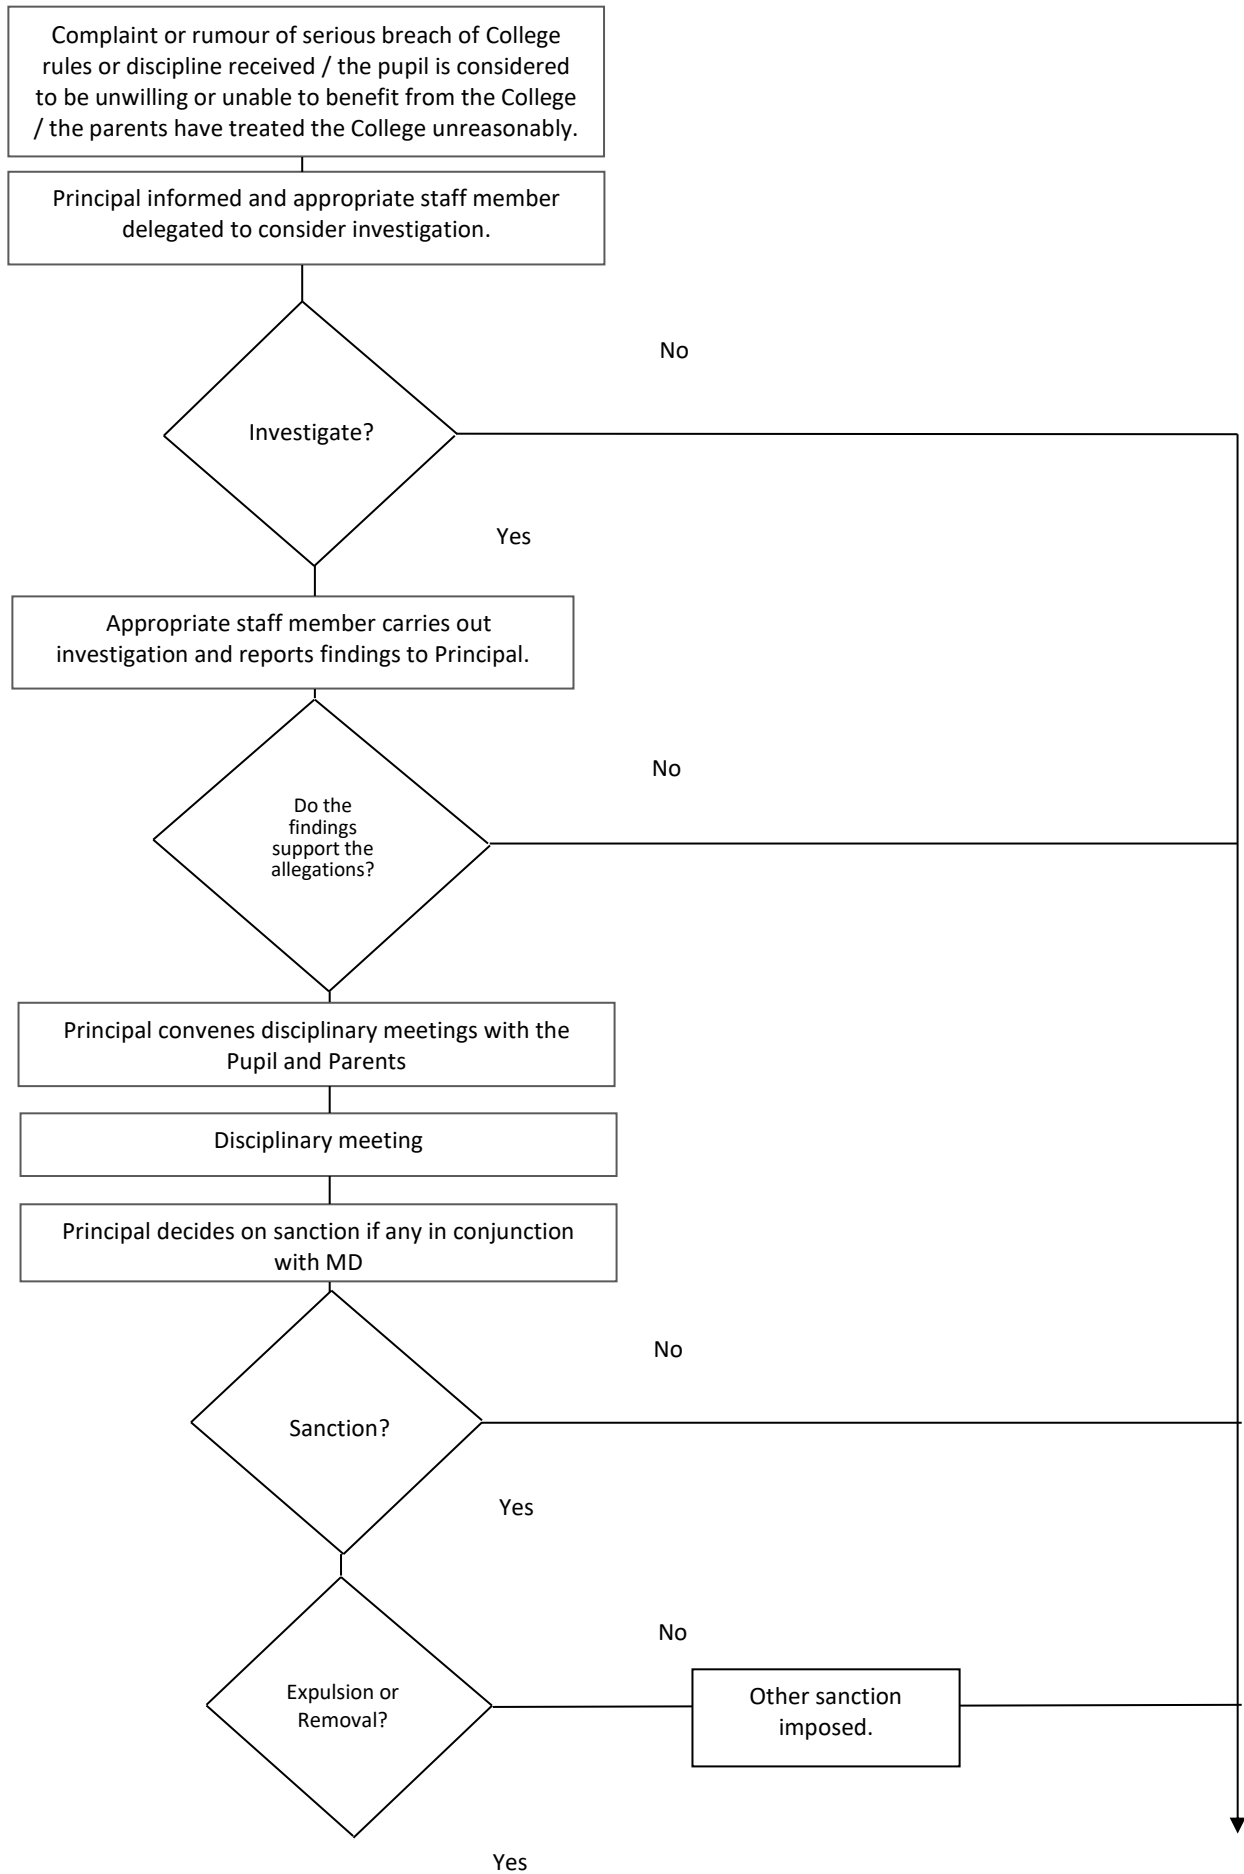 Complaint or rumour of serious breach of College
rules or discipline received / the pupil is considered
to be unwilling or unable to benefit from the College
/ the parents have treated the College unreasonably.
Principal informed and appropriate staff member
delegated to consider investigation.
No
Investigate?
Yes
Appropriate staff member carries out
investigation and reports findings to Principal.
No
Do the
findings
support the
allegations?
Principal convenes disciplinary meetings with the
Pupil and Parents
Disciplinary meeting
Principal decides on sanction if any in conjunction
with MD
No
Sanction?
Yes
No
Expulsion or
Removal?
Other sanction
imposed.
Yes